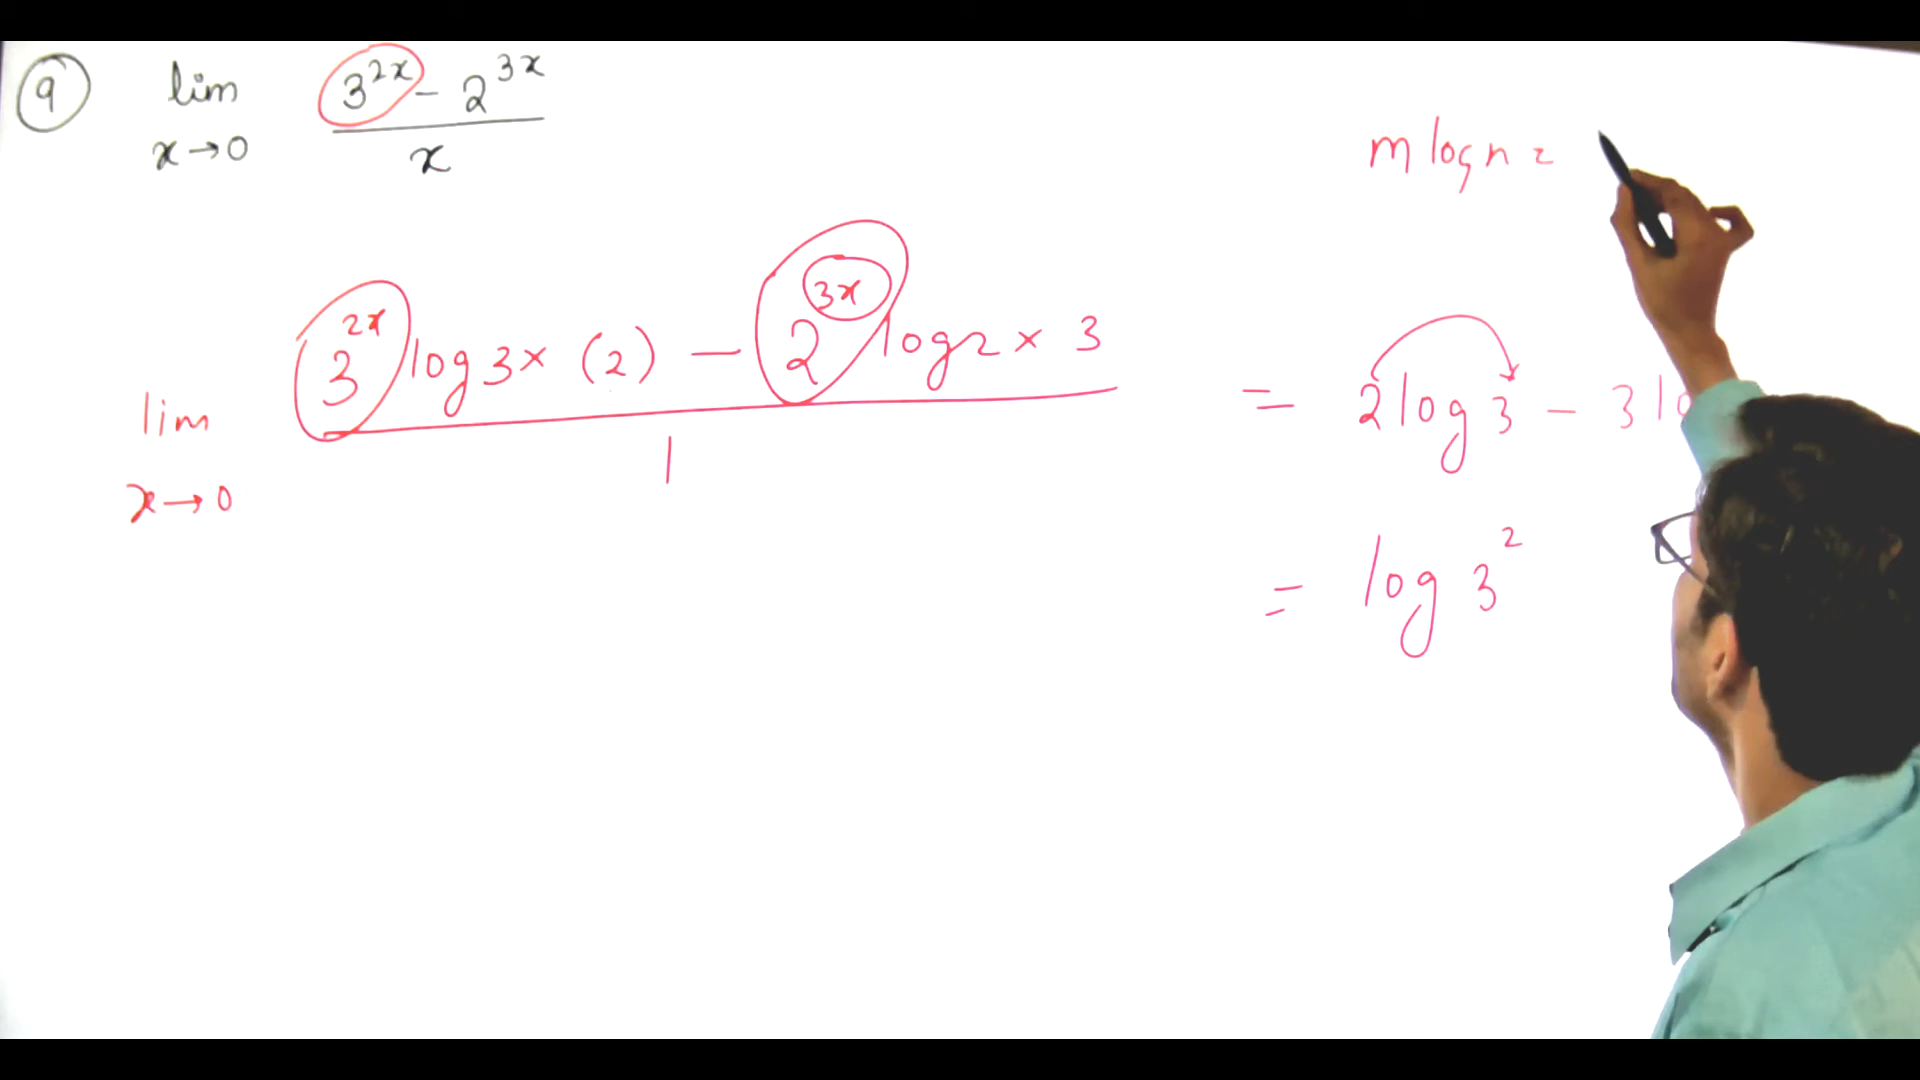 9 lim x→0 (3^{2x} - 2^{3x}) / x
m log n =
lim x→0 (3^{2x} log 3 × (2) - 2^{3x} log 2 × 3) / 1
= 2 log 3 - 3 lo
= log 3^2